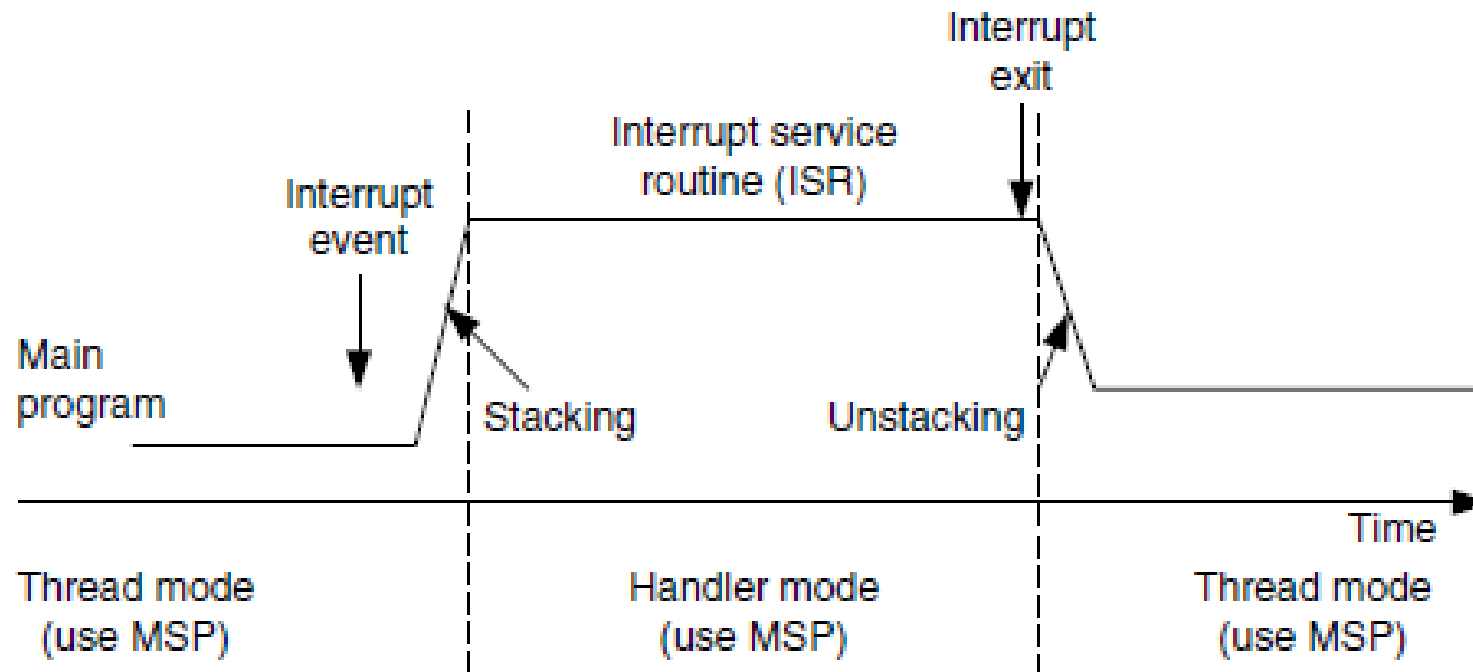 Interrupt
exit
Interrupt service
routine (ISR)
Interrupt
event
Main
program
Stacking
Unstacking
Time
Thread mode
(use MSP)
Handler mode
(use MSP)
Thread mode
(use MSP)